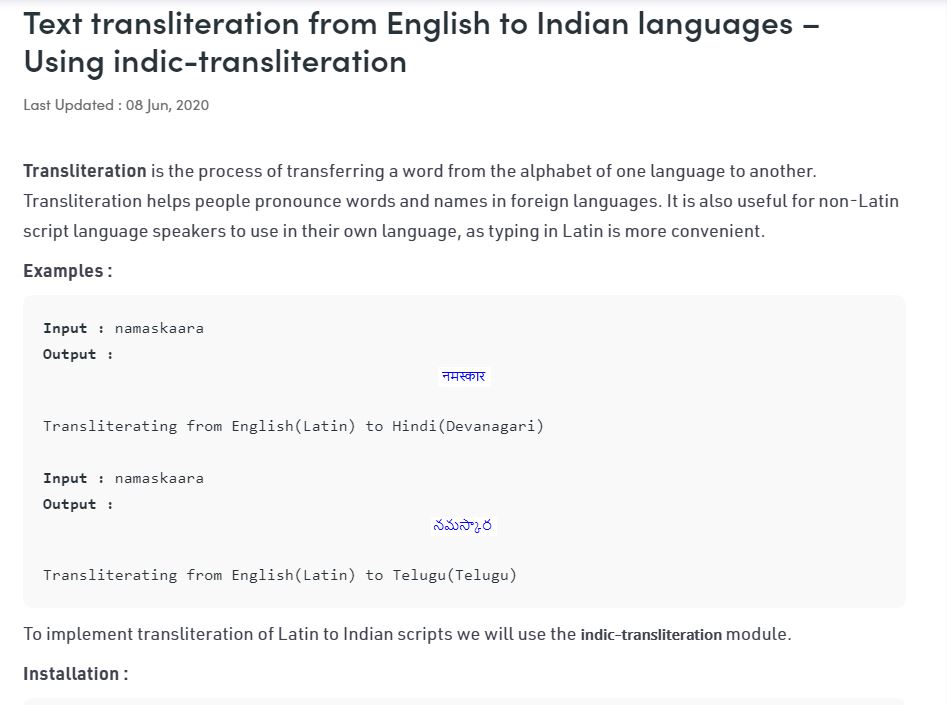 Text transliteration from English to Indian languages –
Using indic-transliteration
Last Updated : 08 Jun, 2020
Transliteration is the process of transferring a word from the alphabet of one language to another.
Transliteration helps people pronounce words and names in foreign languages. It is also useful for non-Latin
script language speakers to use in their own language, as typing in Latin is more convenient.
Examples :
Input : namaskaara
Output :
नमस्कार
Transliterating from English(Latin) to Hindi(Devanagari)
Input : namaskaara
Output :
నమస్కార
Transliterating from English(Latin) to Telugu(Telugu)
To implement transliteration of Latin to Indian scripts we will use the indic-transliteration module.
Installation :